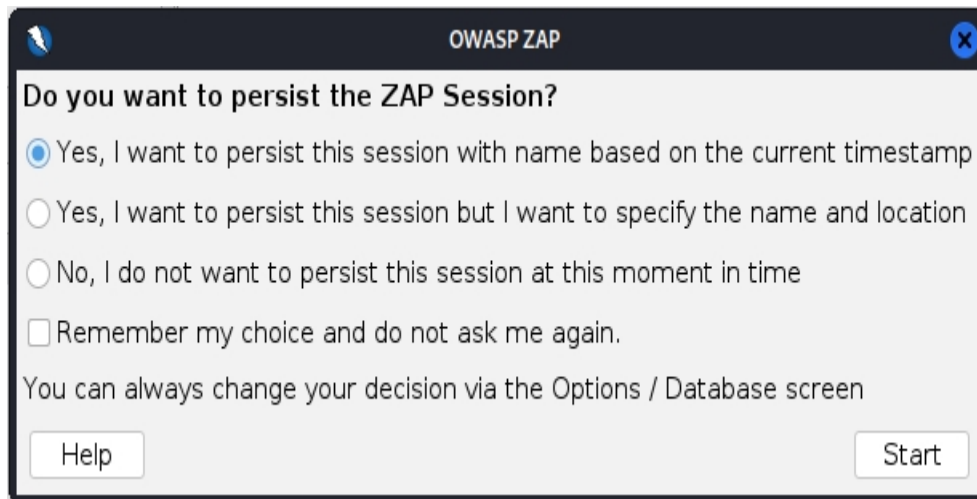 OWASP ZAP
Do you want to persist the ZAP Session?
Yes, I want to persist this session with name based on the current timestamp
Yes, I want to persist this session but I want to specify the name and location
No, I do not want to persist this session at this moment in time
Remember my choice and do not ask me again.
You can always change your decision via the Options / Database screen
Help
Start